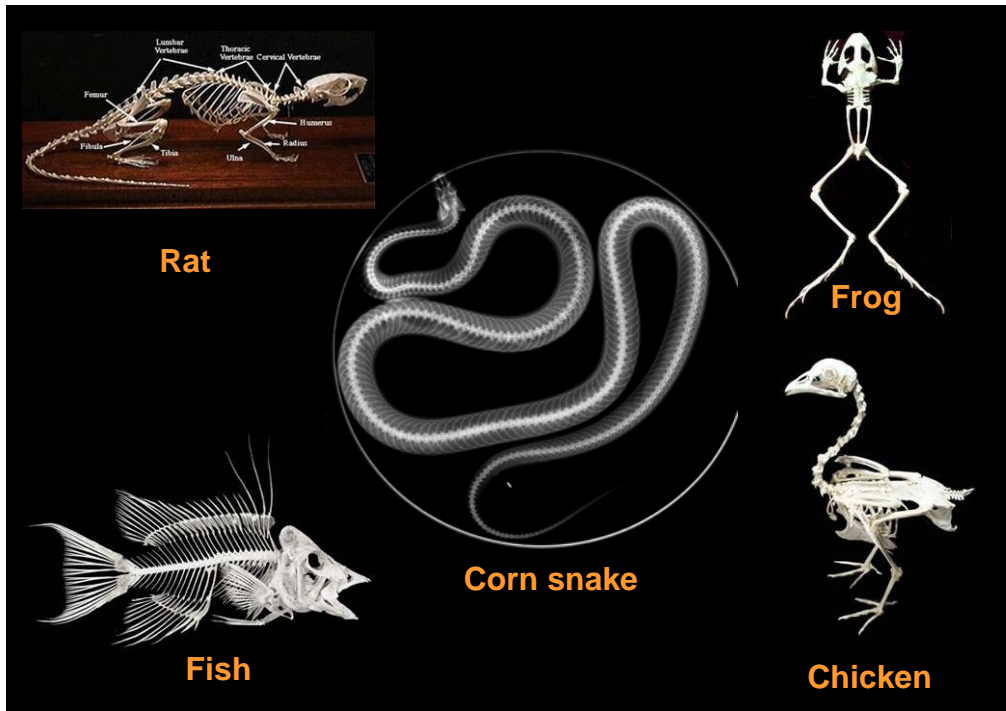 Lumbar
Vertebrae
Thoracic
Vertebrae
Cervical Vertebrae
Femur
Humerus
Fibula
Tibia
Ulna
Radius
Rat
Frog
Corn snake
Fish
Chicken